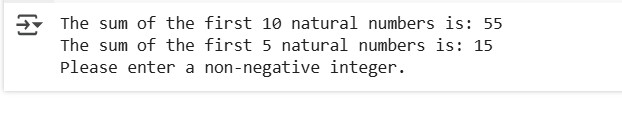 The sum of the first 10 natural numbers is: 55
The sum of the first 5 natural numbers is: 15
Please enter a non-negative integer.